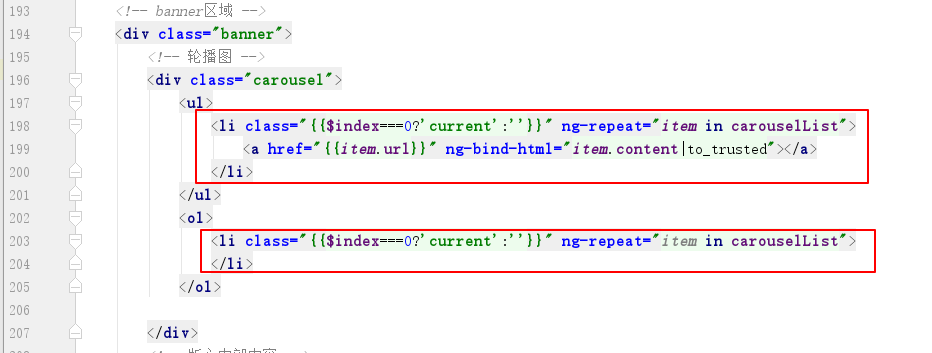 193 <!-- banner区域 -->
194 <div class="banner">
195 <!-- 轮播图 -->
196 <div class="carousel">
197 <ul>
198 <li class="{{$index===0?'current':''}}" ng-repeat="item in carouselList">
199 <a href="{{item.url}}" ng-bind-html="item.content|to_trusted"></a>
200 </li>
201 </ul>
202 <ol>
203 <li class="{{$index===0?'current':''}}" ng-repeat="item in carouselList">
204 </li>
205 </ol>
206
207 </div>